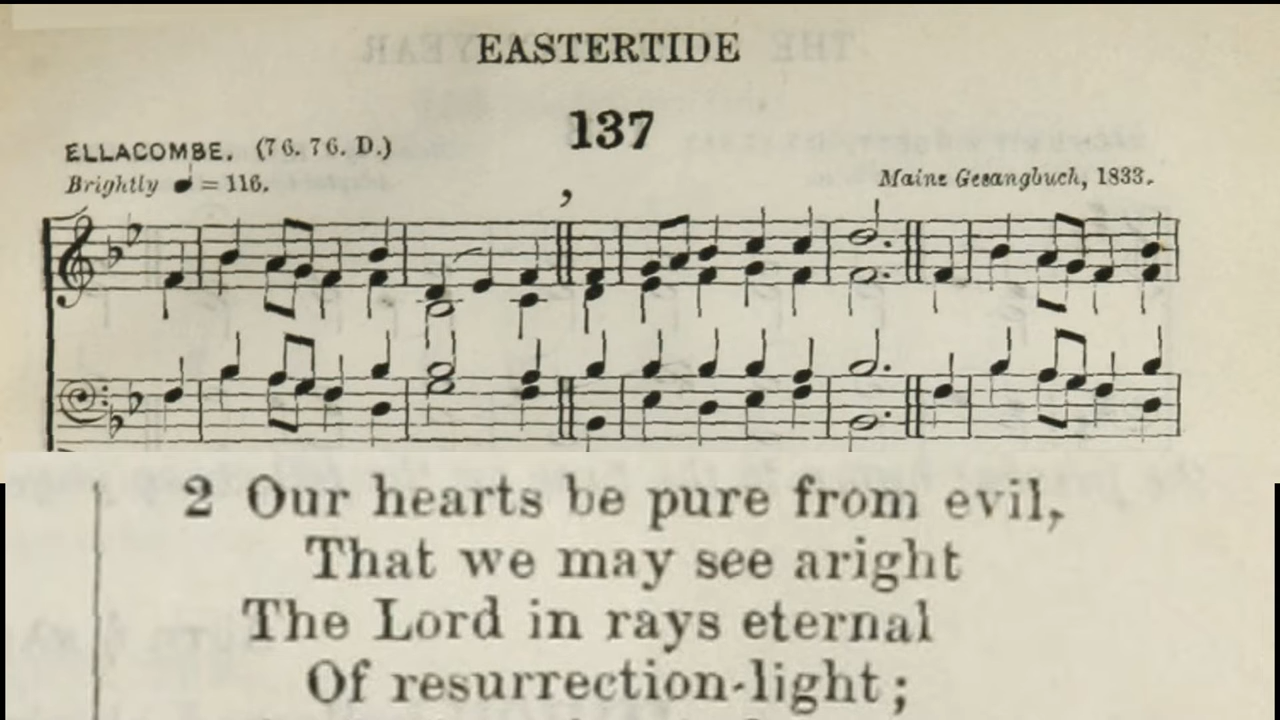 EASTERTIDE
137
ELLACOMBE. (76. 76. D.)
Brightly = 116.
Mainz Gesangbuch, 1833.
2 Our hearts be pure from evil,
That we may see aright
The Lord in rays eternal
Of resurrection-light;